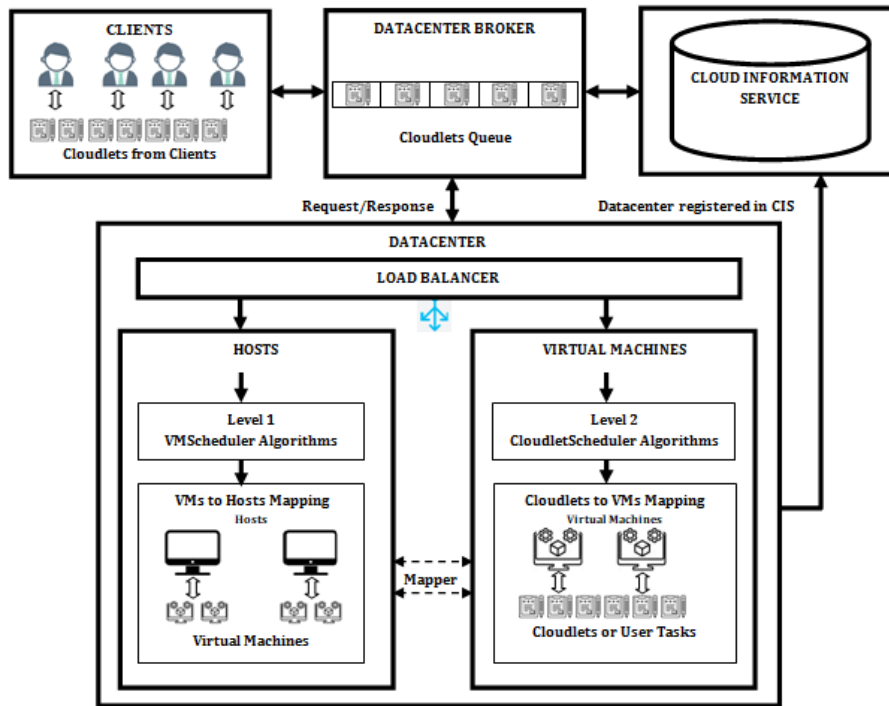 CLIENTS
Cloudlets from Clients
DATACENTER BROKER
Cloudlets Queue
CLOUD INFORMATION
SERVICE
Request/Response
Datacenter registered in CIS
DATACENTER
LOAD BALANCER
HOSTS
Level 1
VMScheduler Algorithms
VMs to Hosts Mapping
Hosts
Virtual Machines
Mapper
VIRTUAL MACHINES
Level 2
CloudletScheduler Algorithms
Cloudlets to VMs Mapping
Virtual Machines
Cloudlets or User Tasks